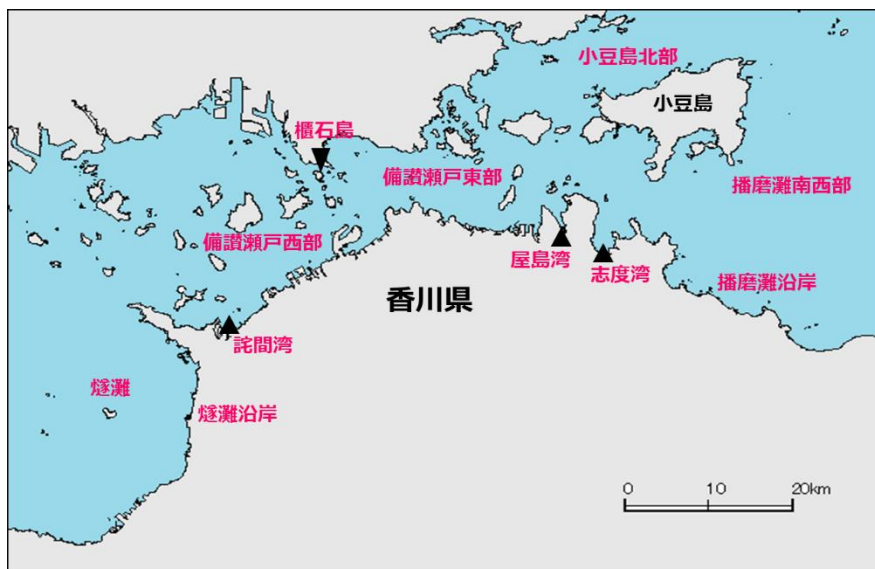 小豆島北部
小豆島
櫃石島
備讃瀬戸東部
播磨灘南西部
備讃瀬戸西部
屋島湾
志度湾
播磨灘沿岸
香川県
詫間湾
燧灘
燧灘沿岸
0 10 20km